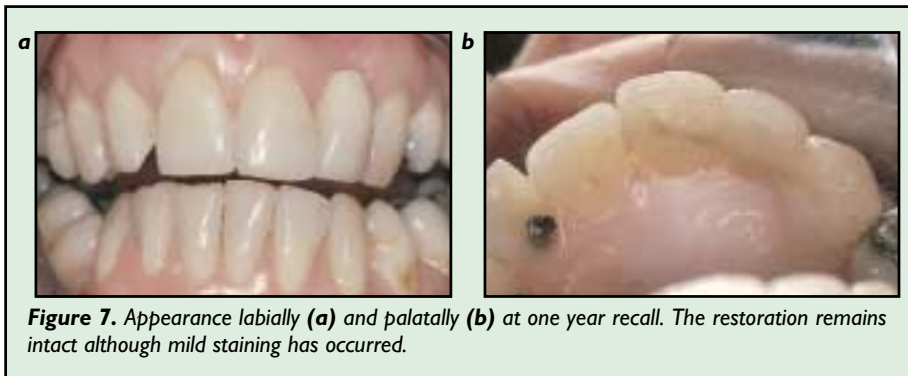 a
b
Figure 7. Appearance labially (a) and palatally (b) at one year recall. The restoration remains
intact although mild staining has occurred.